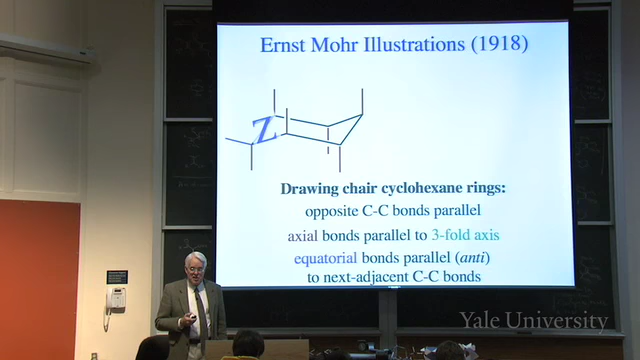 Ernst Mohr Illustrations (1918)
Z
Drawing chair cyclohexane rings:
opposite C-C bonds parallel
axial bonds parallel to 3-fold axis
equatorial bonds parallel (anti)
to next-adjacent C-C bonds
Yale University